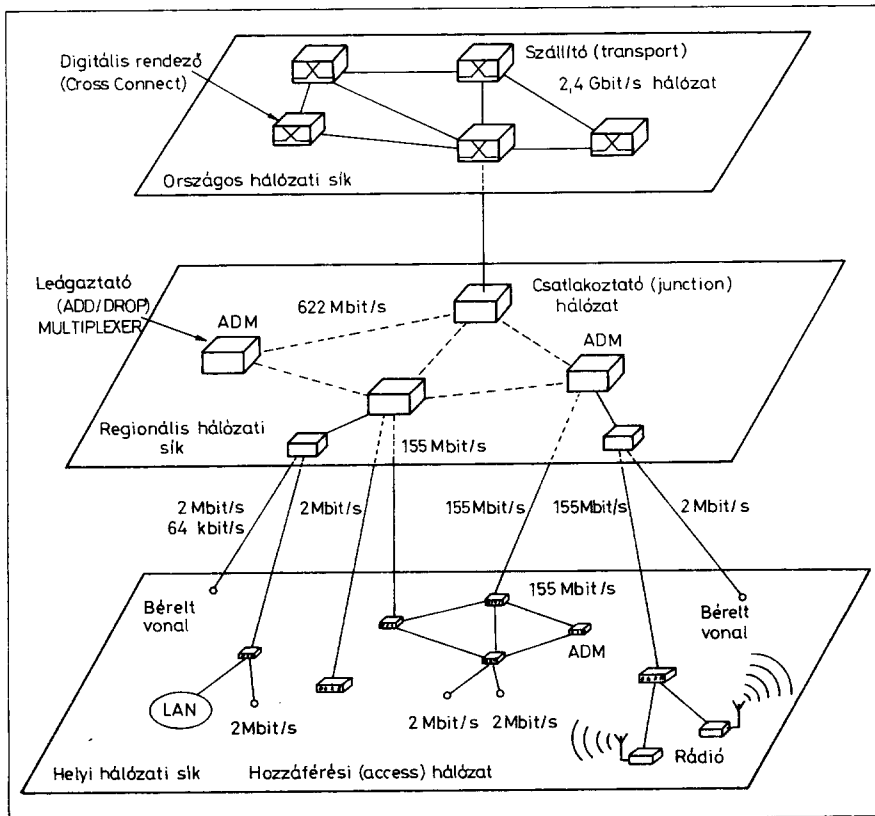 Digitális rendező
(Cross Connect)
Szállító (transport)
2,4 Gbit/s hálózat
Országos hálózati sík
Leágaztató
(ADD/DROP)
MULTIPLEXER
ADM
622 Mbit/s
Csatlakoztató (junction)
hálózat
ADM
Regionális hálózati
sík
155 Mbit/s
2 Mbit/s
64 kbit/s
2Mbit/s
155Mbit/s
155Mbit/s
2Mbit/s
Bérelt
vonal
155 Mbit/s
ADM
Bérelt
vonal
LAN
2Mbit/s
2 Mbit/s
2Mbit/s
Rádió
Helyi hálózati sík
Hozzáférési (access) hálózat